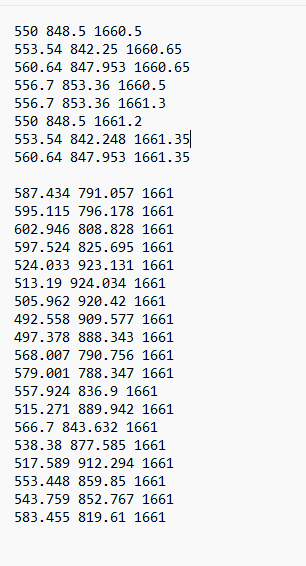 550 848.5 1660.5
553.54 842.25 1660.65
560.64 847.953 1660.65
556.7 853.36 1660.5
556.7 853.36 1661.3
550 848.5 1661.2
553.54 842.248 1661.35
560.64 847.953 1661.35
587.434 791.057 1661
595.115 796.178 1661
602.946 808.828 1661
597.524 825.695 1661
524.033 923.131 1661
513.19 924.034 1661
505.962 920.42 1661
492.558 909.577 1661
497.378 888.343 1661
568.007 790.756 1661
579.001 788.347 1661
557.924 836.9 1661
515.271 889.942 1661
566.7 843.632 1661
538.38 877.585 1661
517.589 912.294 1661
553.448 859.85 1661
543.759 852.767 1661
583.455 819.61 1661